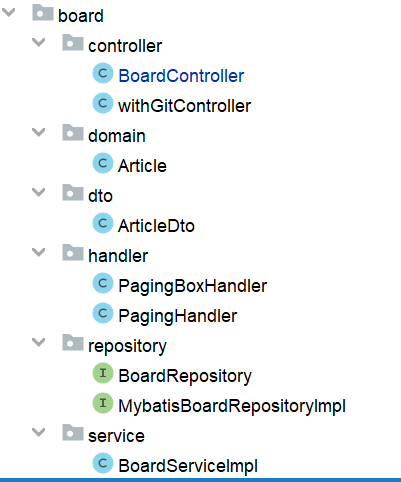 board
controller
C BoardController
C withGitController
domain
C Article
dto
C ArticleDto
handler
C PagingBoxHandler
C PagingHandler
repository
I BoardRepository
I MybatisBoardRepositoryImpl
service
C BoardServiceImpl